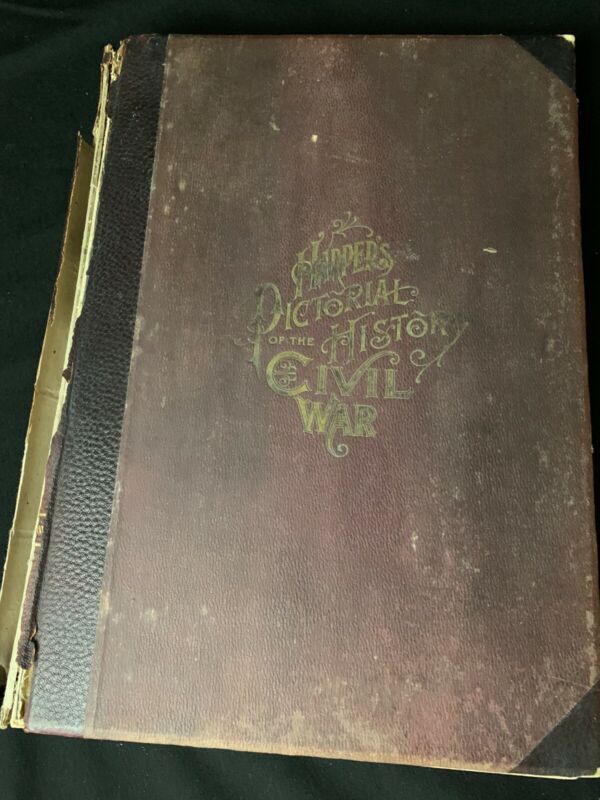 HARPER'S
PICTORIAL
OF THE HISTORY
CIVIL
WAR